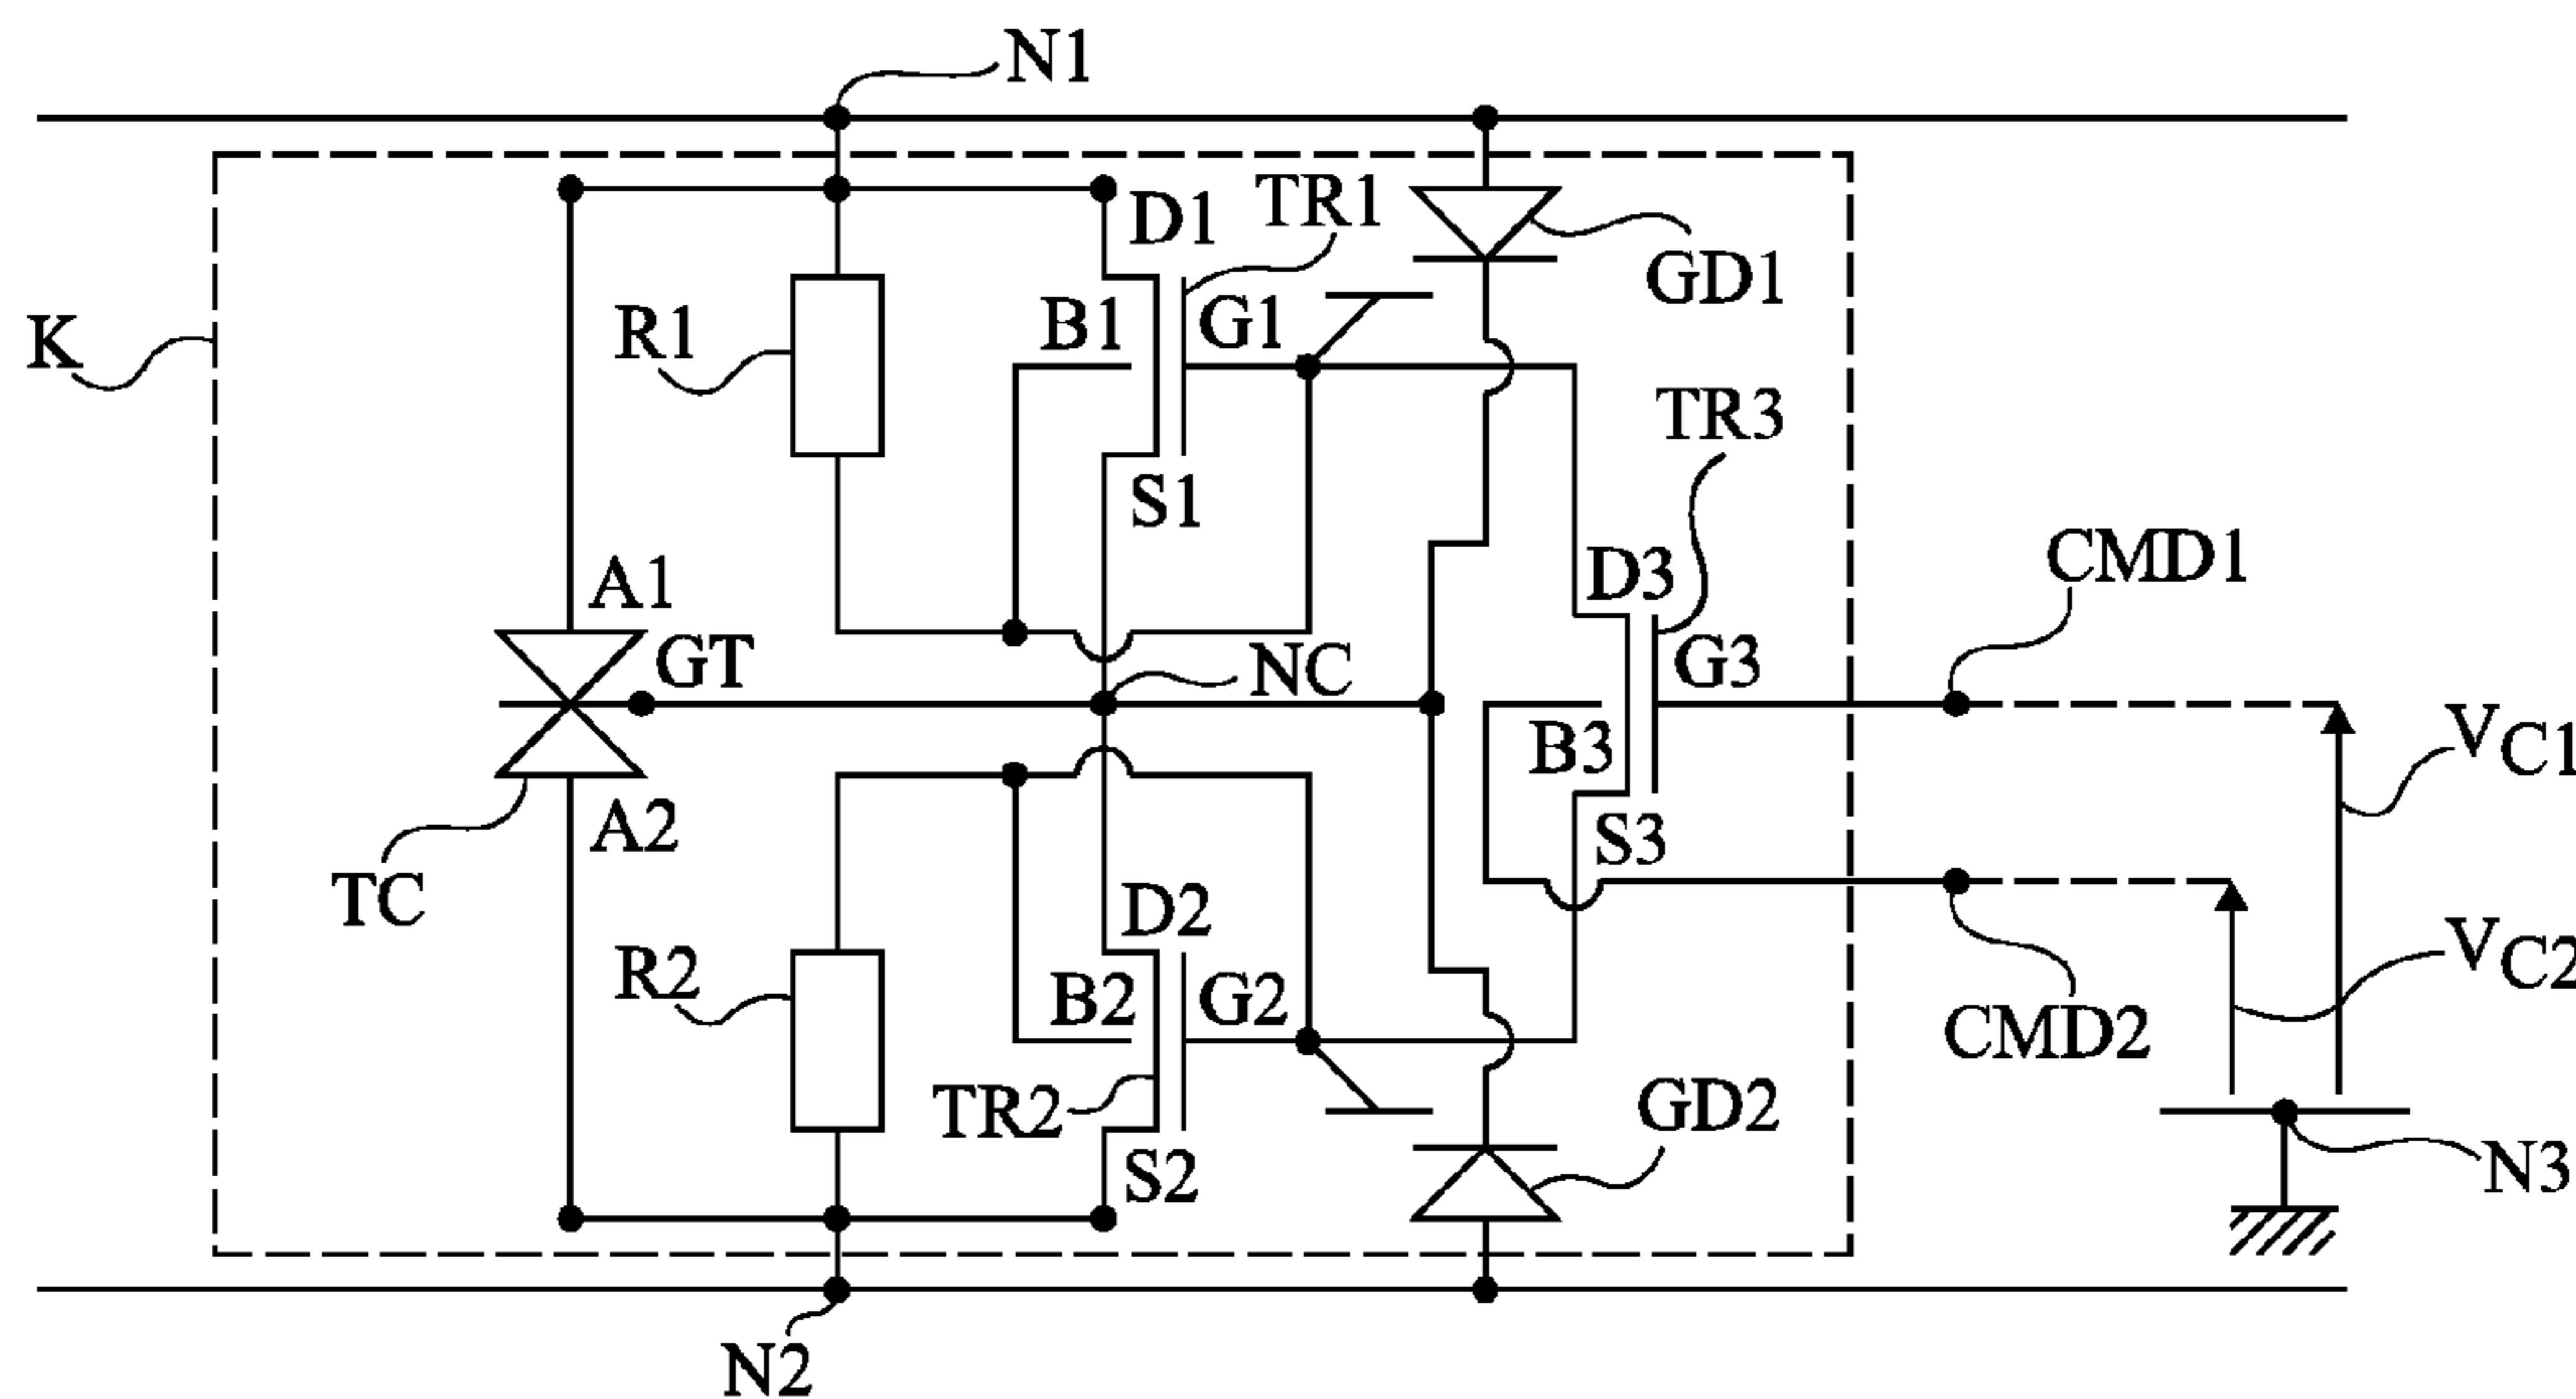 N1
D1
TR1
GD1
B1
G1
R1
K
TR3
S1
CMD1
A1
D3
GT
NC
G3
B3
VC1
A2
S3
TC
D2
VC2
R2
B2
G2
CMD2
TR2
GD2
S2
N3
N2